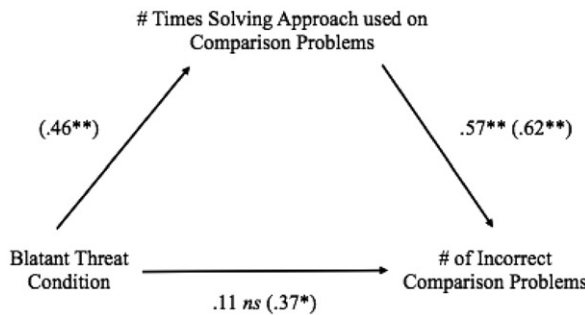 # Times Solving Approach used on
Comparison Problems
(.46**)
.57** (.62**)
Blatant Threat
Condition
# of Incorrect
Comparison Problems
.11 ns (.37*)